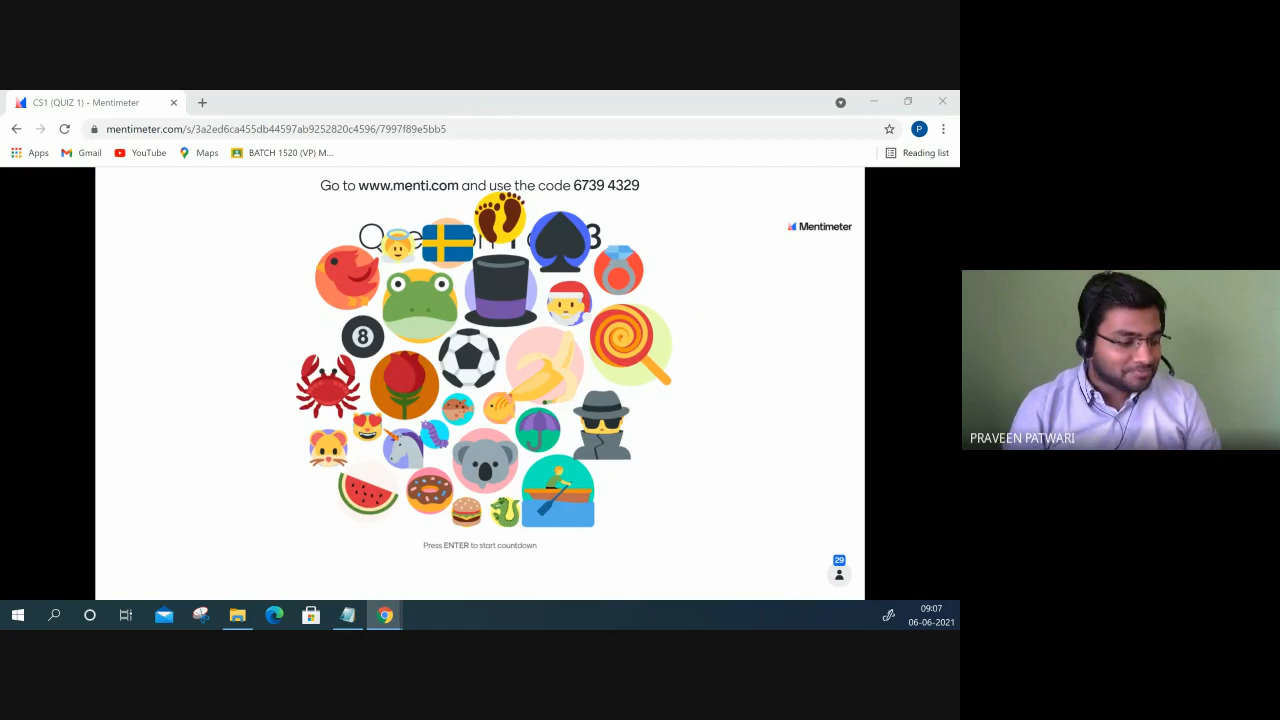 CS1 (QUIZ 1) - Mentimeter
mentimeter.com/s/3a2ed6ca455db44597ab9252820c4596/7997f89e5bb5
P
Apps
Gmail
YouTube
Maps
BATCH 1520 (VP) M...
Reading list
Go to www.menti.com and use the code 6739 4329
Mentimeter
8
PRAVEEN PATWARI
Press ENTER to start countdown
29
09:07
06-06-2021